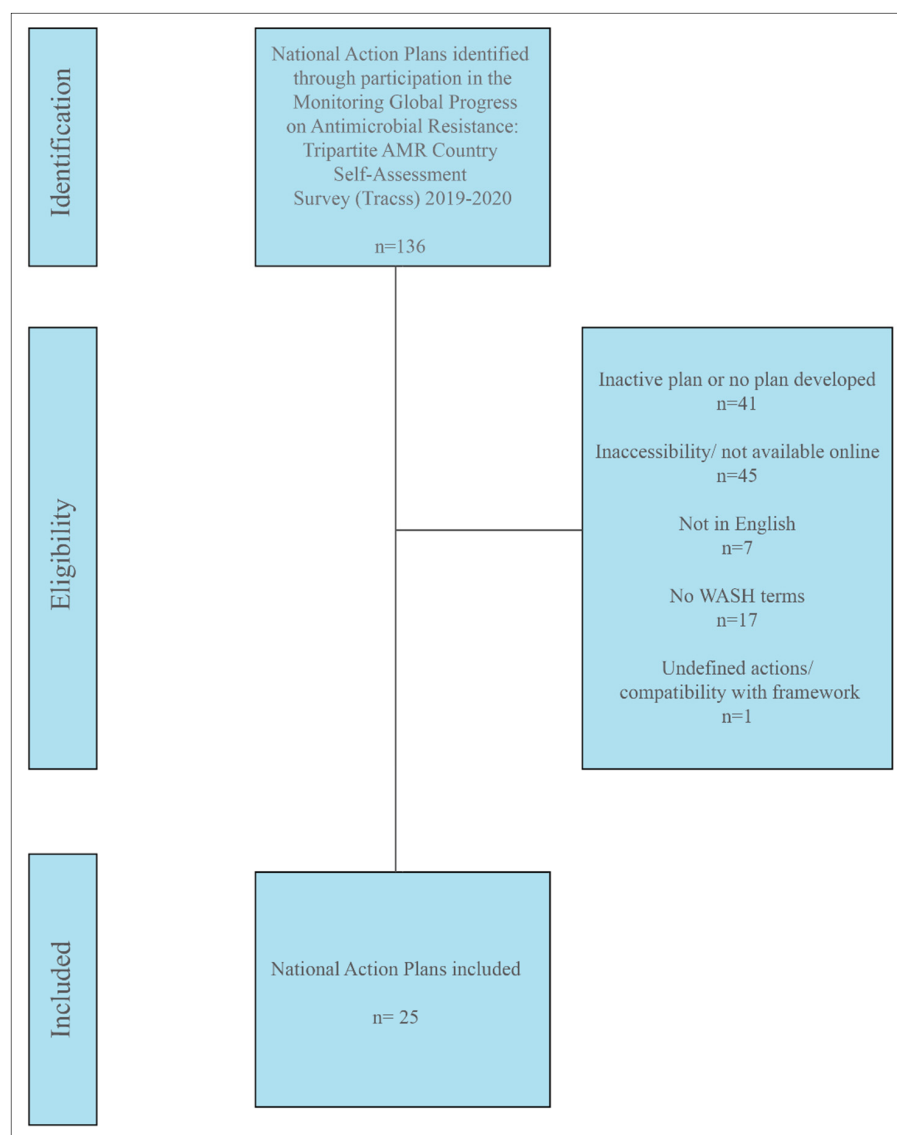 Identification
National Action Plans identified
through participation in the
Monitoring Global Progress
on Antimicrobial Resistance:
Tripartite AMR Country
Self-Assessment
Survey (Tracss) 2019-2020
n=136
Eligibility
Inactive plan or no plan developed
n=41
Inaccessibility/ not available online
n=45
Not in English
n=7
No WASH terms
n=17
Undefined actions/
compatibility with framework
n=1
Included
National Action Plans included
n= 25